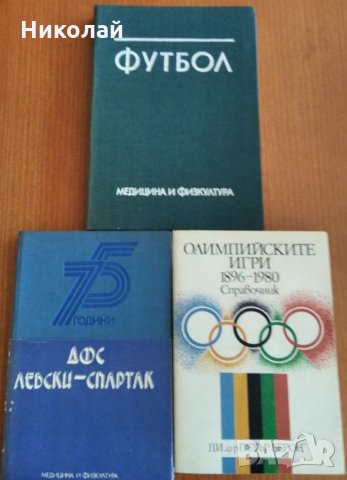 Николай
ФУТБОЛ
МЕДИЦИНА И ФИЗКУЛТУРА
75
ГОДИНИ
ДФС
ЛЕВСКИ-СПАРТАК
МЕДИЦИНА И ФИЗКУЛТУРА
ОЛИМПИЙСКИТЕ
ИГРИ
1896-1980
Справочник